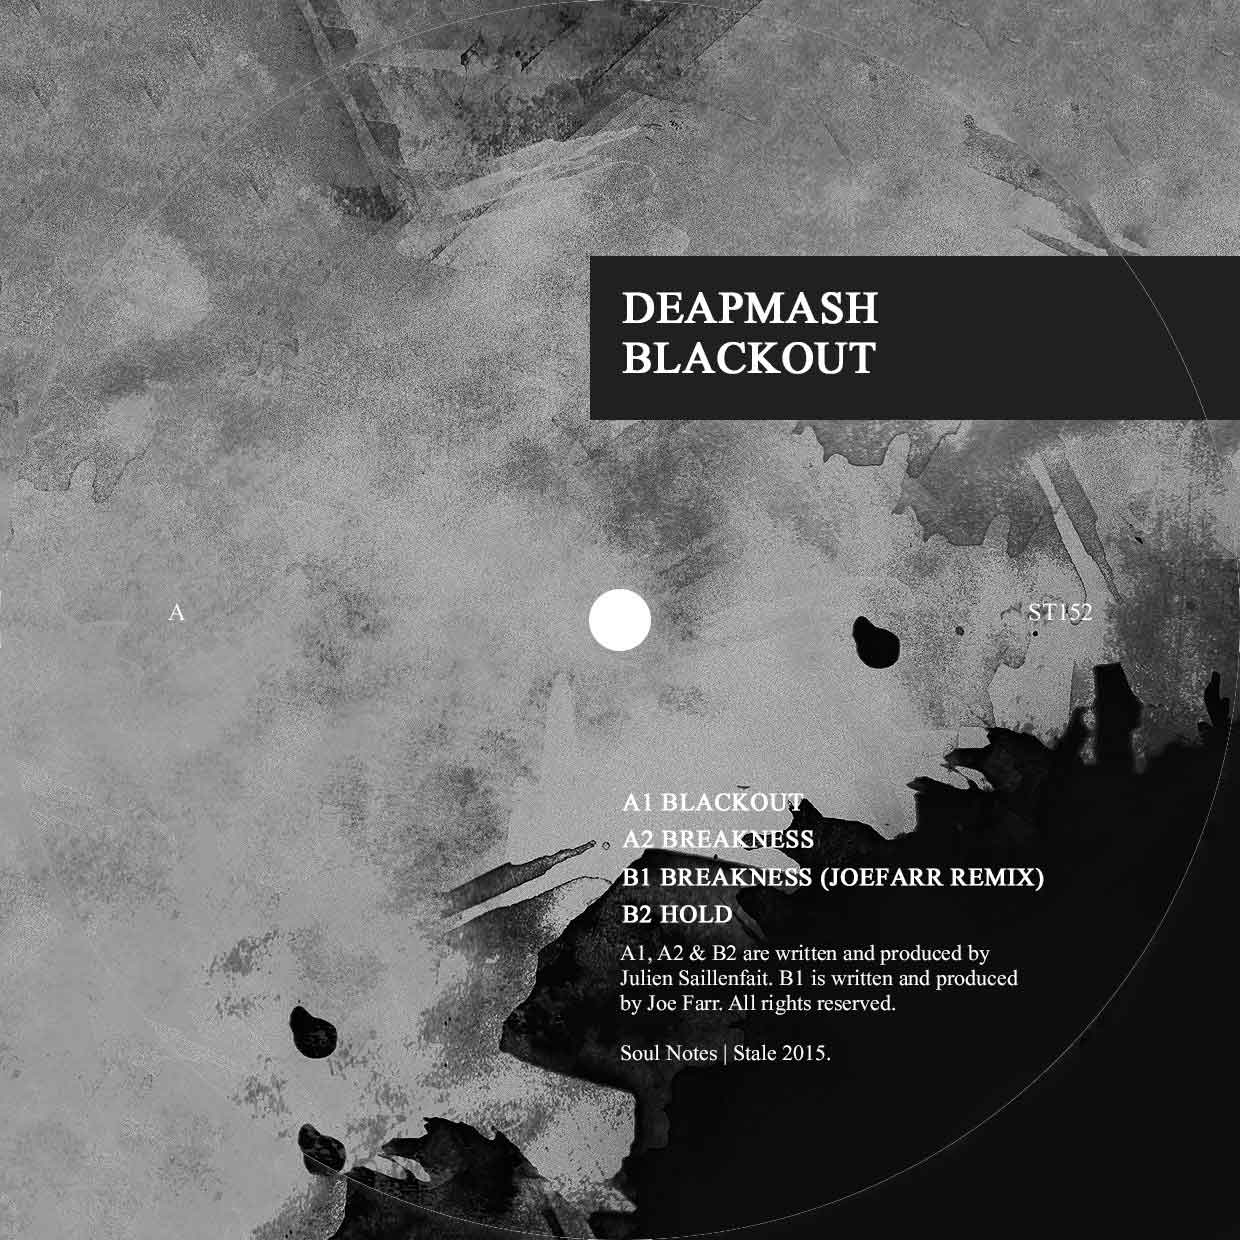 DEAPMASH
BLACKOUT
A
ST152
A1 BLACKOUT
A2 BREAKNESS
B1 BREAKNESS (JOEFARR REMIX)
B2 HOLD
A1, A2 & B2 are written and produced by
Julien Saillenfait. B1 is written and produced
by Joe Farr. All rights reserved.
Soul Notes | Stale 2015.